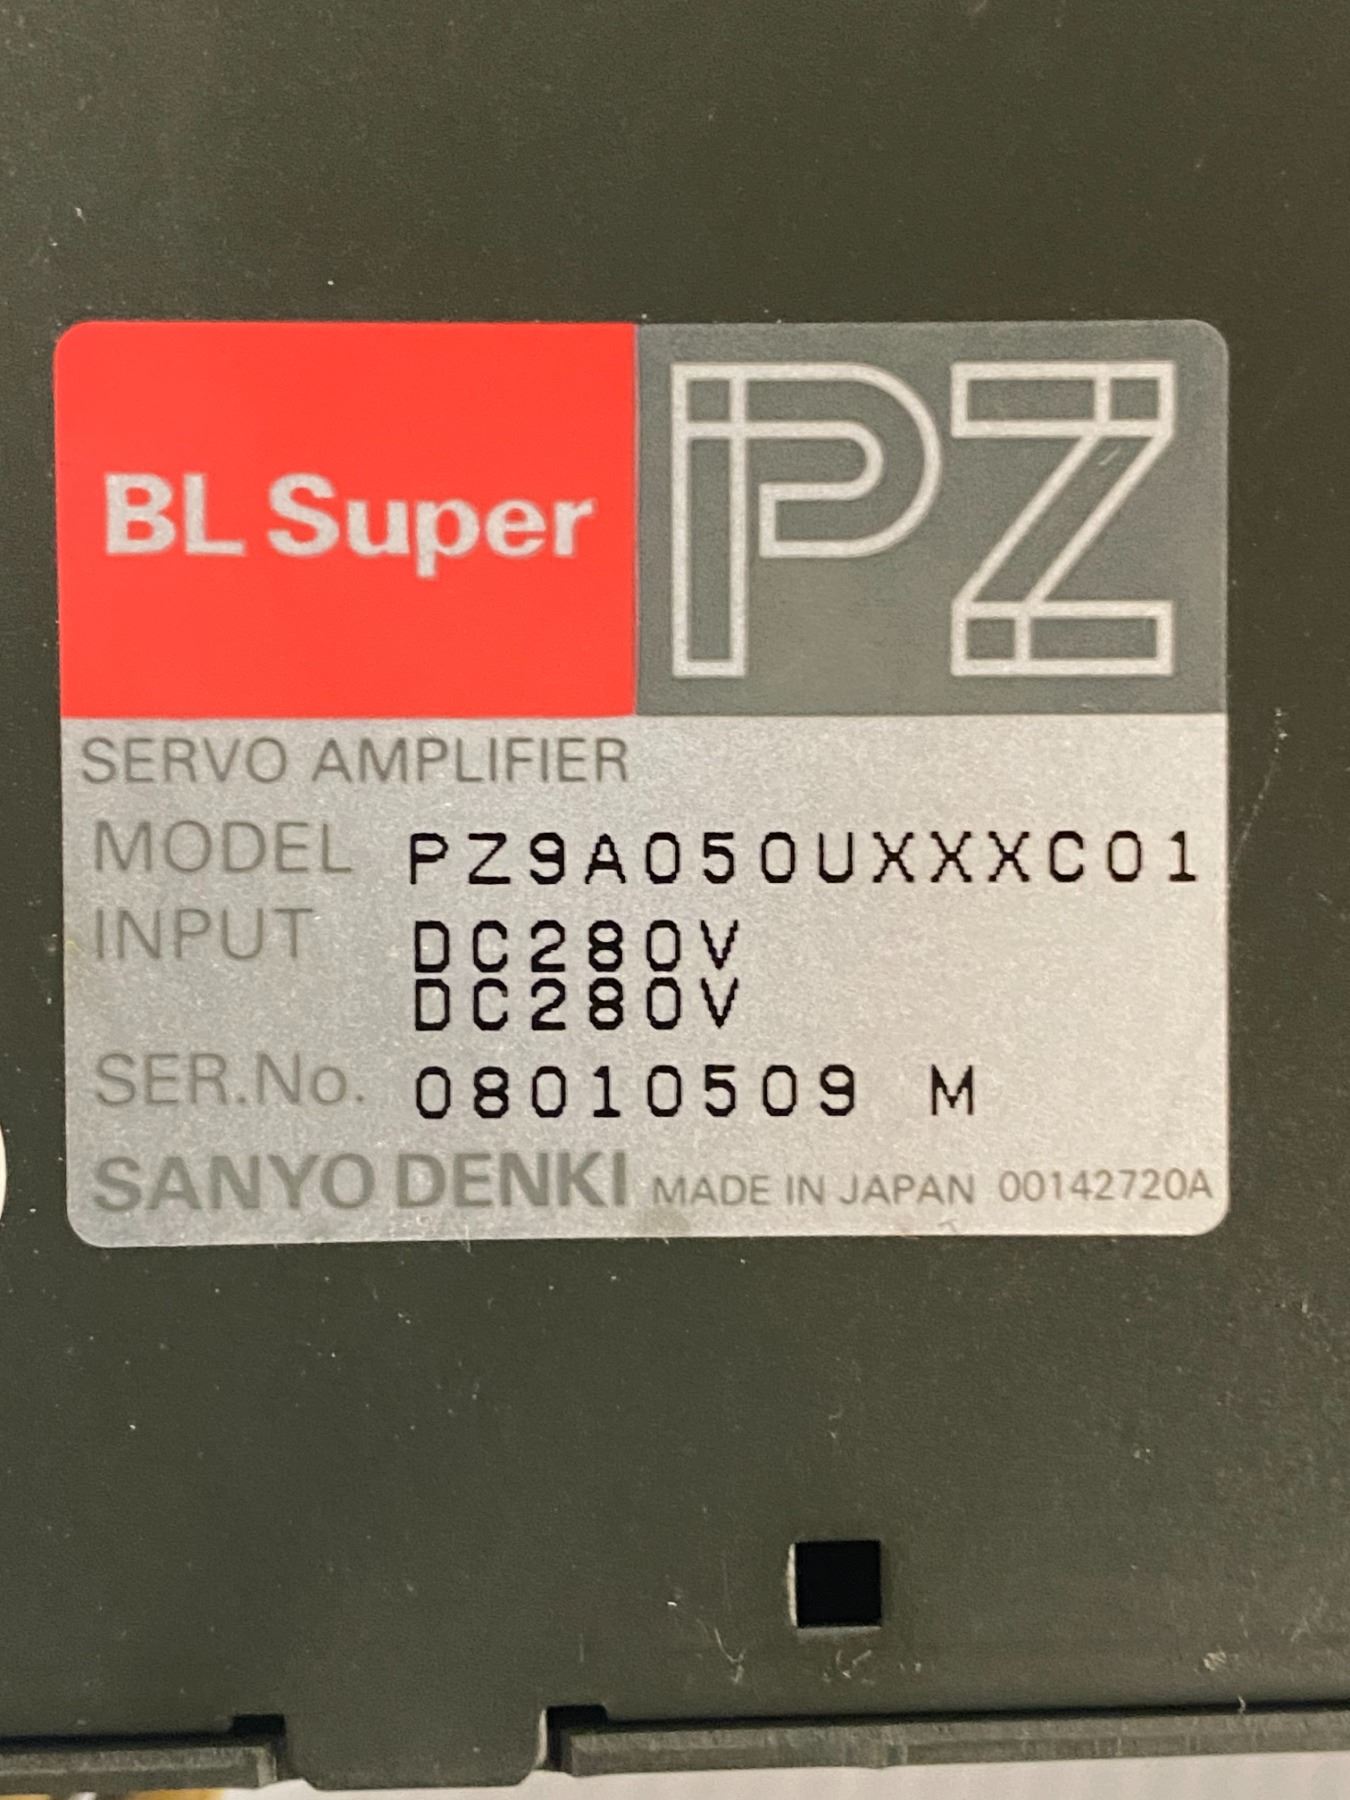 BL Super PZ
SERVO AMPLIFIER
MODEL PZ9A050UXXXC01
INPUT DC280V
DC280V
SER.No. 08010509 M
SANYO DENKI MADE IN JAPAN 00142720A